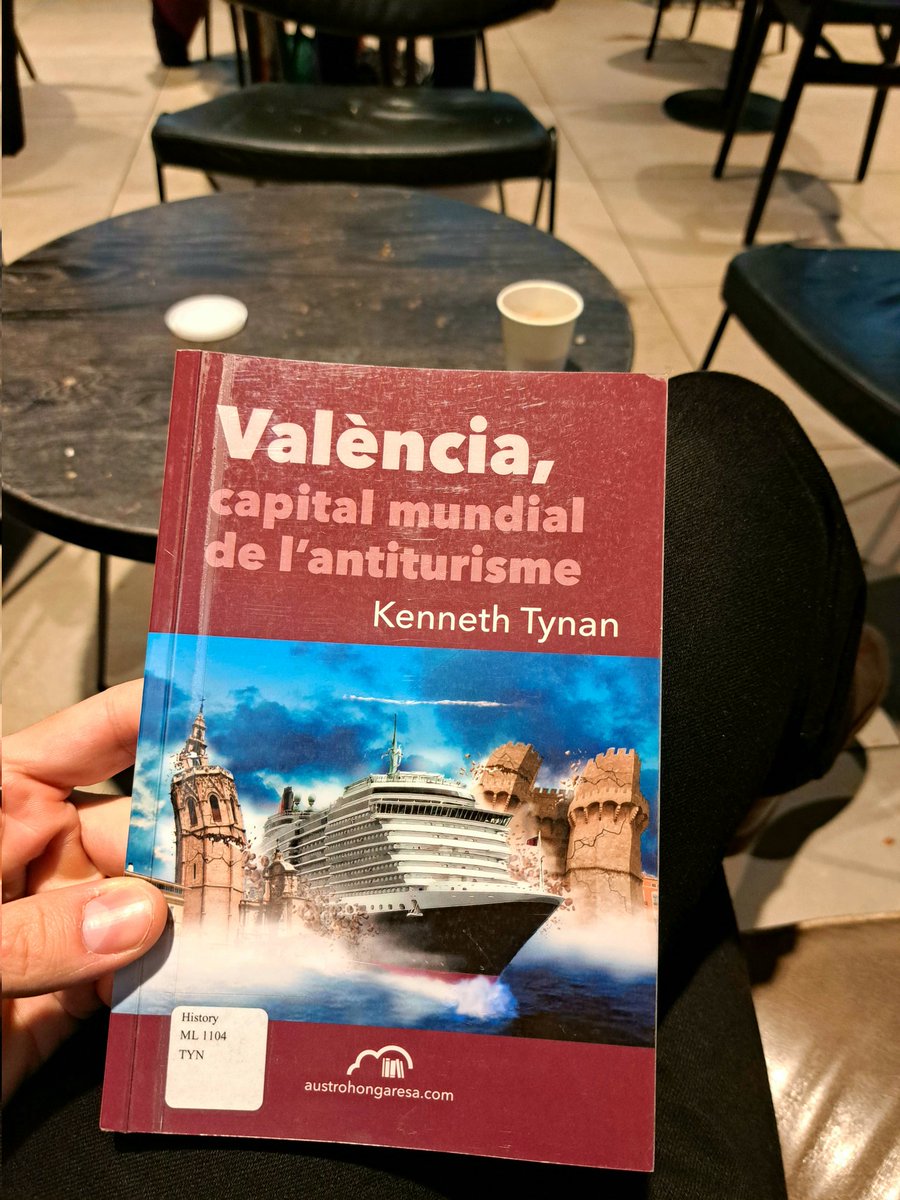 València,
capital mundial
de l'antiturisme
Kenneth Tynan
History
ML 1104
TYN
austrohongaresa.com